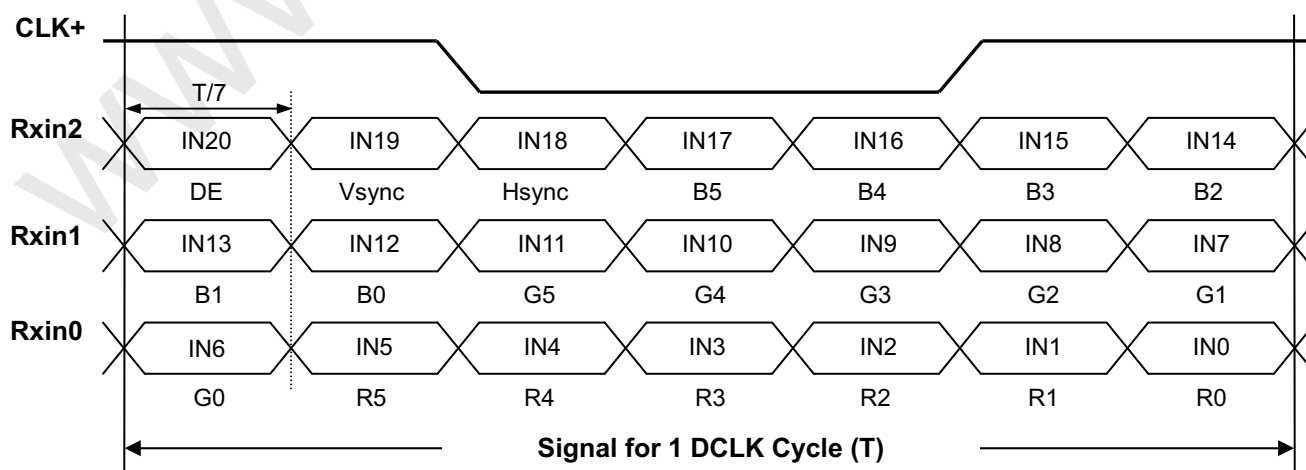 CLK+
T/7
Rxin2 IN20 IN19 IN18 IN17 IN16 IN15 IN14
DE Vsync Hsync B5 B4 B3 B2
Rxin1 IN13 IN12 IN11 IN10 IN9 IN8 IN7
B1 B0 G5 G4 G3 G2 G1
Rxin0 IN6 IN5 IN4 IN3 IN2 IN1 IN0
G0 R5 R4 R3 R2 R1 R0
Signal for 1 DCLK Cycle (T)